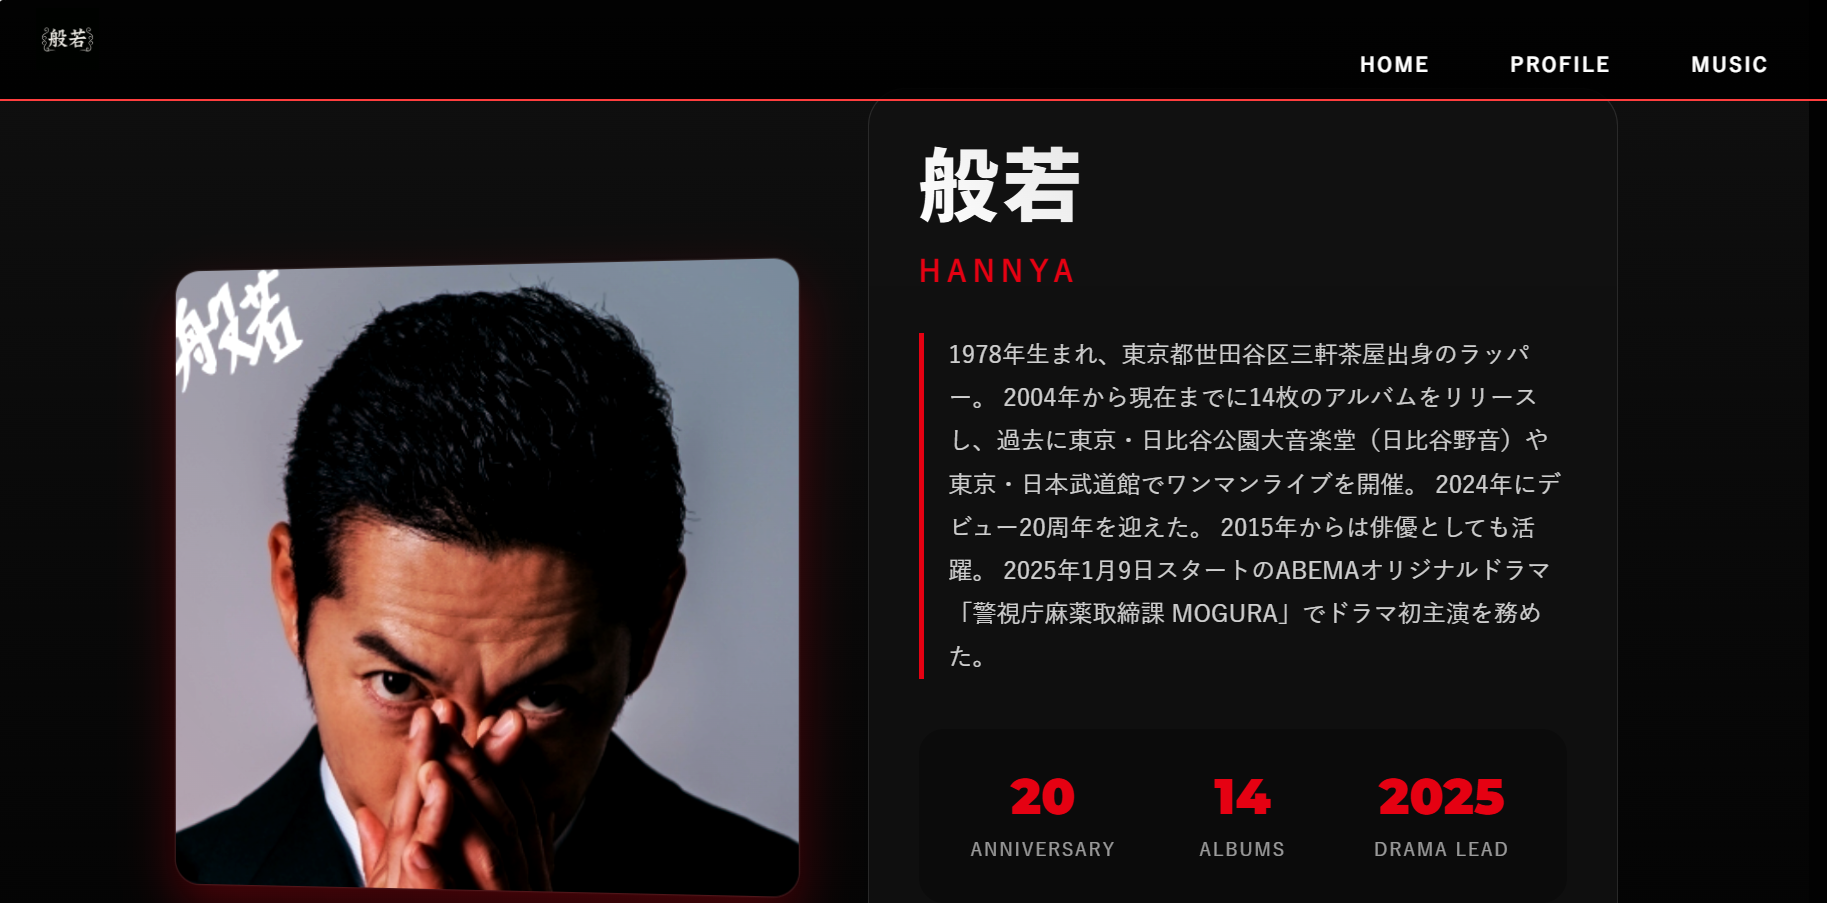 般若
HOME PROFILE MUSIC
般若
HANNYA
般若
1978年生まれ、東京都世田谷区三軒茶屋出身のラッパ
ー。 2004年から現在までに14枚のアルバムをリリース
し、過去に東京・日比谷公園大音楽堂（日比谷野音）や
東京・日本武道館でワンマンライブを開催。 2024年にデ
ビュー20周年を迎えた。 2015年からは俳優としても活
躍。 2025年1月9日スタートのABEMAオリジナルドラマ
「警視庁麻薬取締課 MOGURA」でドラマ初主演を務め
た。
20 14 2025
ANNIVERSARY ALBUMS DRAMA LEAD